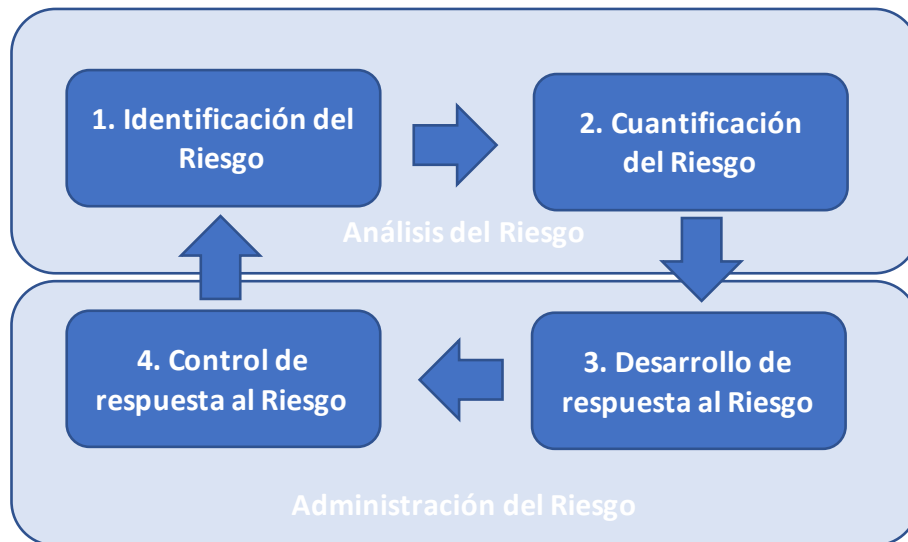 1. Identificación del
Riesgo
2. Cuantificación
del Riesgo
Análisis del Riesgo
4. Control de
respuesta al Riesgo
3. Desarrollo de
respuesta al Riesgo
Administración del Riesgo